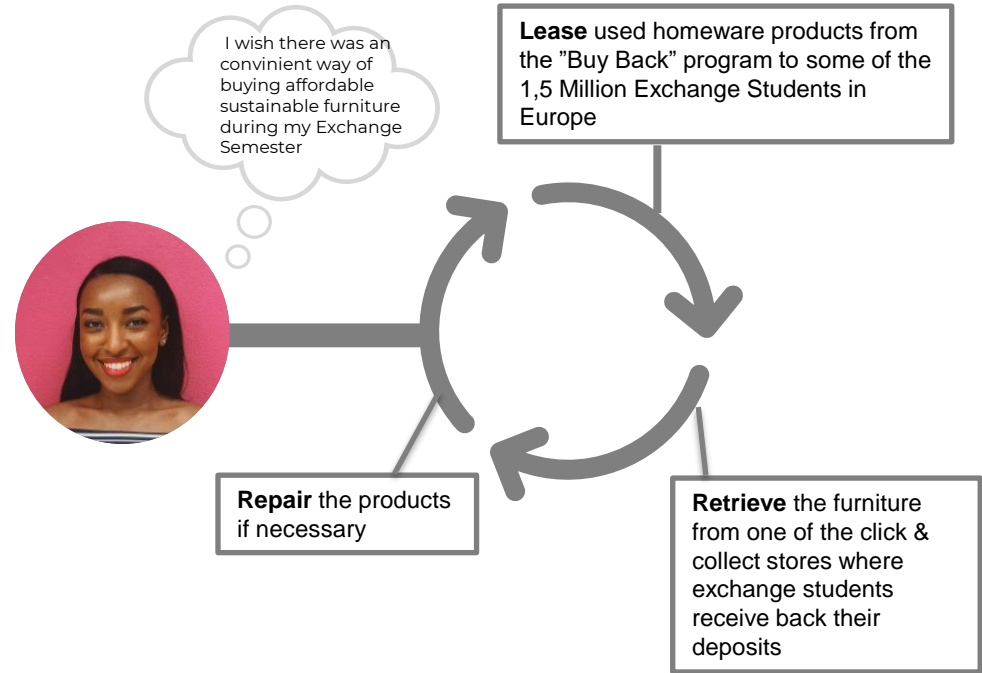 I wish there was an
convinient way of
buying affordable
sustainable furniture
during my Exchange
Semester
Lease used homeware products from
the ”Buy Back” program to some of the
1,5 Million Exchange Students in
Europe
Retrieve the furniture
from one of the click &
collect stores where
exchange students
receive back their
deposits
Repair the products
if necessary